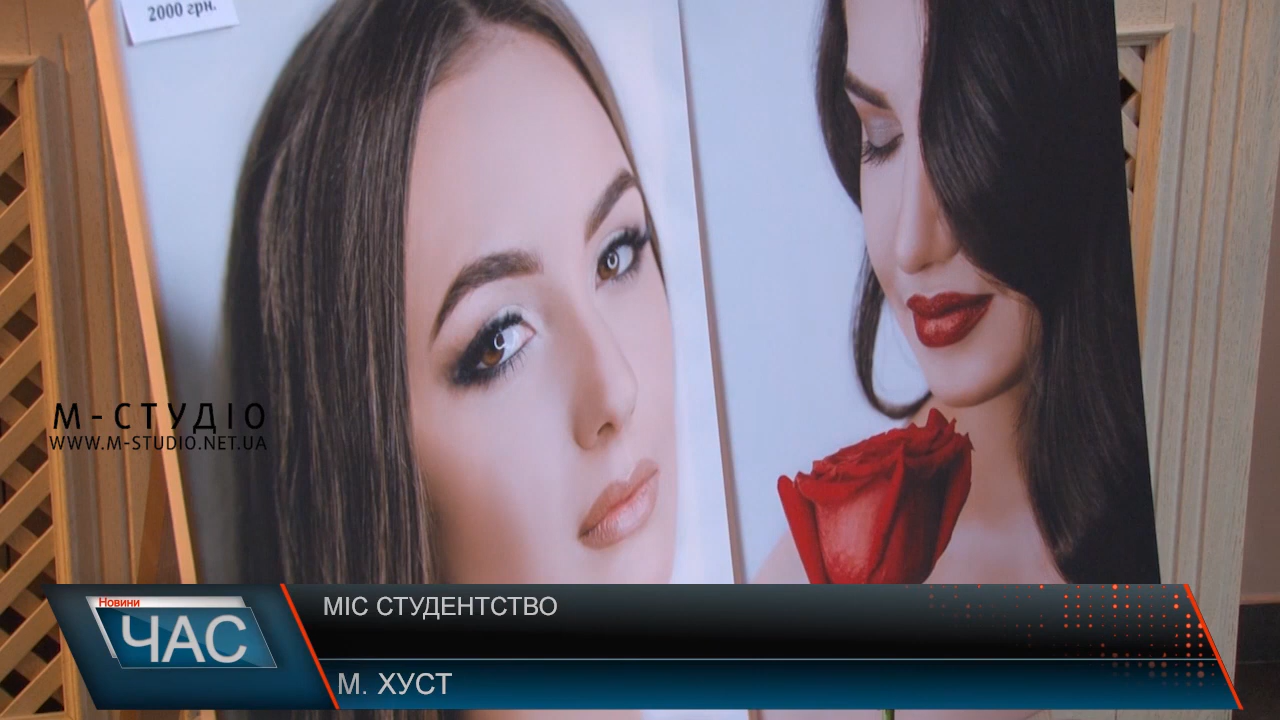 2000 грн.
М-СТУДІО
WWW.M-STUDIO.NET.UA
Новини
ЧАС
МІС СТУДЕНТСТВО
М. ХУСТ